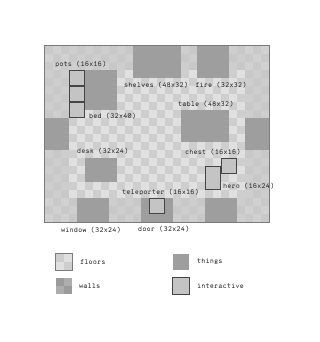 pots (16x16)
shelves (48x32)
fire (32x32)
table (48x32)
bed (32x40)
desk (32x24)
chest (16x16)
hero (16x24)
teleporter (16x16)
window (32x24)
door (32x24)
floors
things
walls
interactive